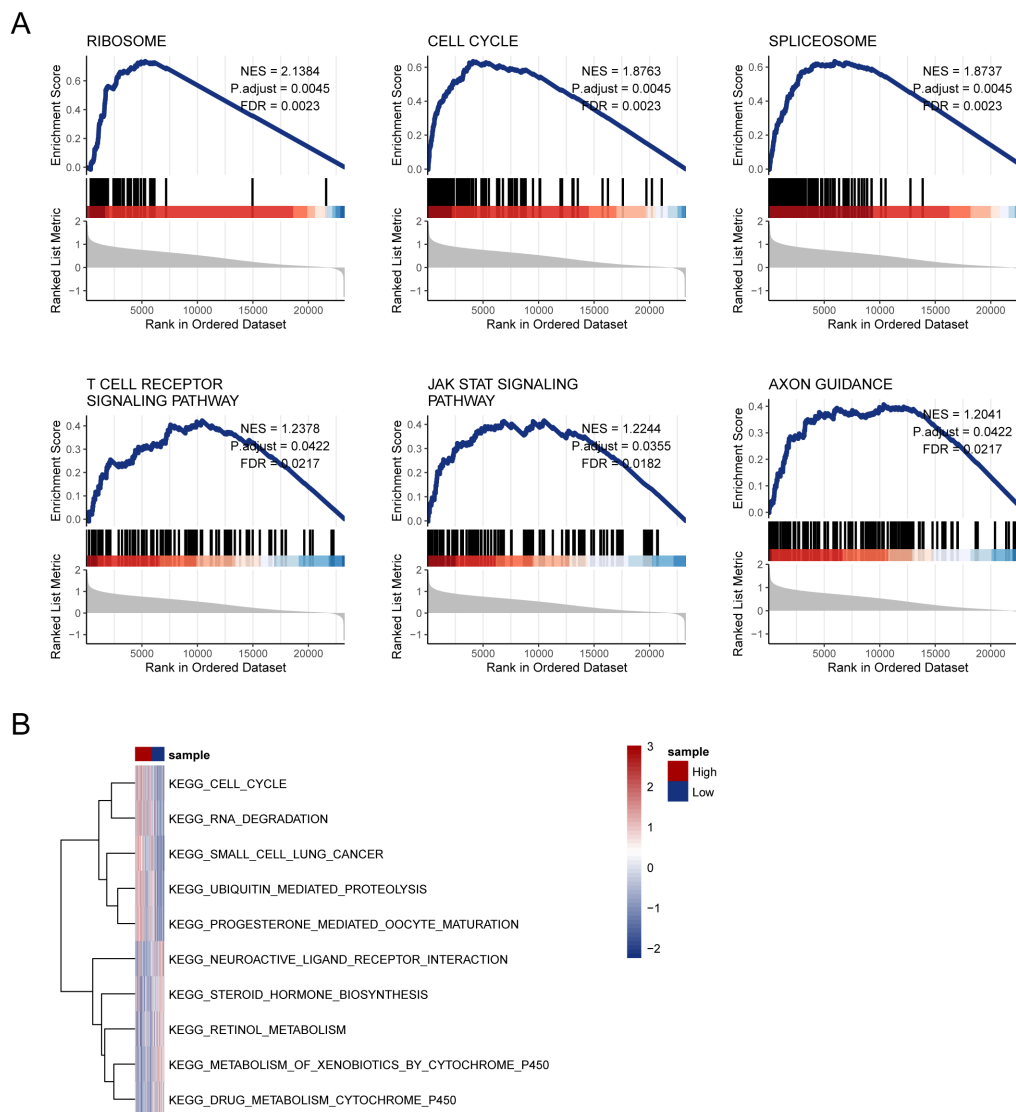 A
RIBOSOME
NES = 2.1384
P.adjust = 0.0045
FDR = 0.0023
Enrichment Score
0.6
0.4
0.2
0.0
Ranked List Metric
2
1
0
−1
5000 10000 15000 20000
Rank in Ordered Dataset
CELL CYCLE
NES = 1.8763
P.adjust = 0.0045
FDR = 0.0023
Enrichment Score
0.6
0.4
0.2
0.0
Ranked List Metric
2
1
0
−1
5000 10000 15000 20000
Rank in Ordered Dataset
SPLICEOSOME
NES = 1.8737
P.adjust = 0.0045
FDR = 0.0023
Enrichment Score
0.6
0.4
0.2
0.0
Ranked List Metric
2
1
0
−1
5000 10000 15000 20000
Rank in Ordered Dataset
T CELL RECEPTOR
SIGNALING PATHWAY
NES = 1.2378
P.adjust = 0.0422
FDR = 0.0217
Enrichment Score
0.4
0.3
0.2
0.1
0.0
Ranked List Metric
2
1
0
−1
5000 10000 15000 20000
Rank in Ordered Dataset
JAK STAT SIGNALING
PATHWAY
NES = 1.2244
P.adjust = 0.0355
FDR = 0.0182
Enrichment Score
0.4
0.3
0.2
0.1
0.0
Ranked List Metric
2
1
0
−1
5000 10000 15000 20000
Rank in Ordered Dataset
AXON GUIDANCE
NES = 1.2041
P.adjust = 0.0422
FDR = 0.0217
Enrichment Score
0.4
0.3
0.2
0.1
0.0
Ranked List Metric
2
1
0
−1
5000 10000 15000 20000
Rank in Ordered Dataset
B
sample
KEGG_CELL_CYCLE
KEGG_RNA_DEGRADATION
KEGG_SMALL_CELL_LUNG_CANCER
KEGG_UBIQUITIN_MEDIATED_PROTEOLYSIS
KEGG_PROGESTERONE_MEDIATED_OOCYTE_MATURATION
KEGG_NEUROACTIVE_LIGAND_RECEPTOR_INTERACTION
KEGG_STEROID_HORMONE_BIOSYNTHESIS
KEGG_RETINOL_METABOLISM
KEGG_METABOLISM_OF_XENOBIOTICS_BY_CYTOCHROME_P450
KEGG_DRUG_METABOLISM_CYTOCHROME_P450
3
2
1
0
−1
−2
sample
High
Low